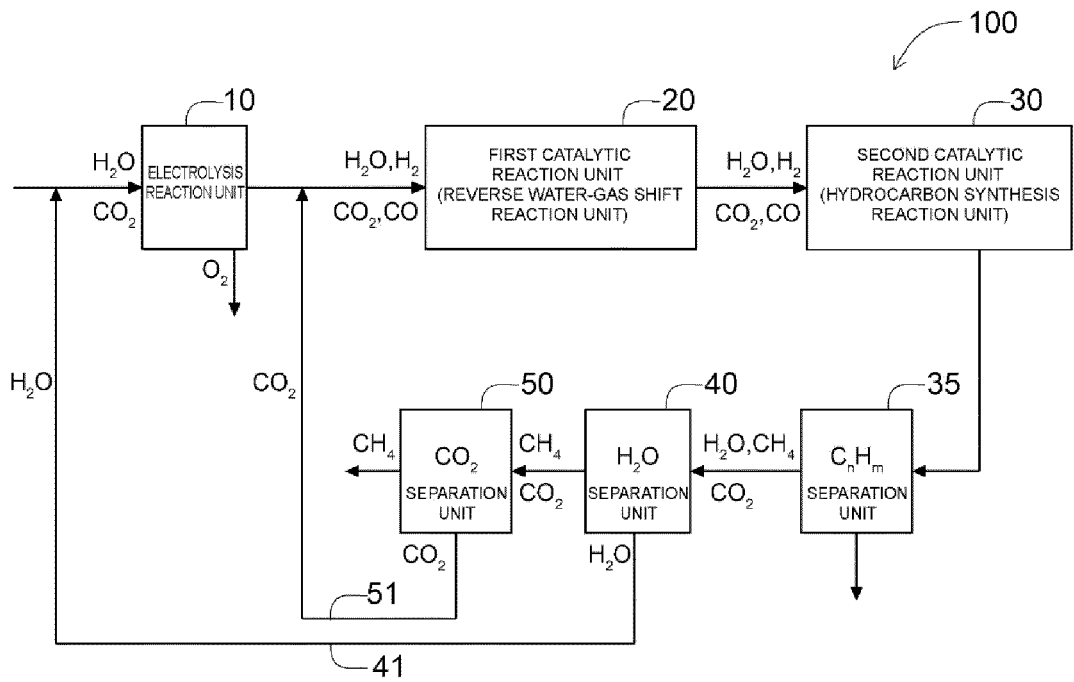 100
10
20
30
H₂O
CO₂
ELECTROLYSIS
REACTION UNIT
O₂
H₂O,H₂
CO₂,CO
FIRST CATALYTIC
REACTION UNIT
(REVERSE WATER-GAS SHIFT
REACTION UNIT)
H₂O,H₂
CO₂,CO
SECOND CATALYTIC
REACTION UNIT
(HYDROCARBON SYNTHESIS
REACTION UNIT)
H₂O
CO₂
50
40
35
CH₄
CO₂
SEPARATION
UNIT
CH₄
CO₂
H₂O
SEPARATION
UNIT
H₂O,CH₄
CO₂
CₙHₘ
SEPARATION
UNIT
CO₂
H₂O
51
41